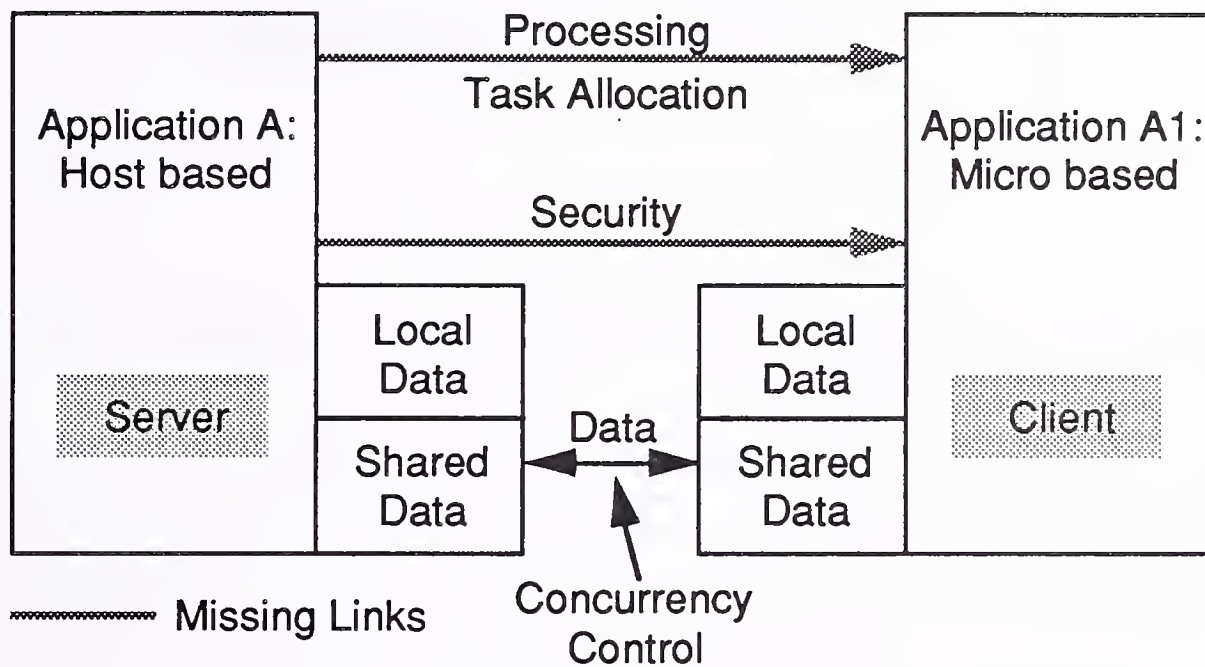 Processing
Task Allocation
Application A:
Host based
Application A1:
Micro based
Security
Local
Data
Local
Data
Server
Client
Data
Shared
Data
Shared
Data
Missing Links
Concurrency
Control